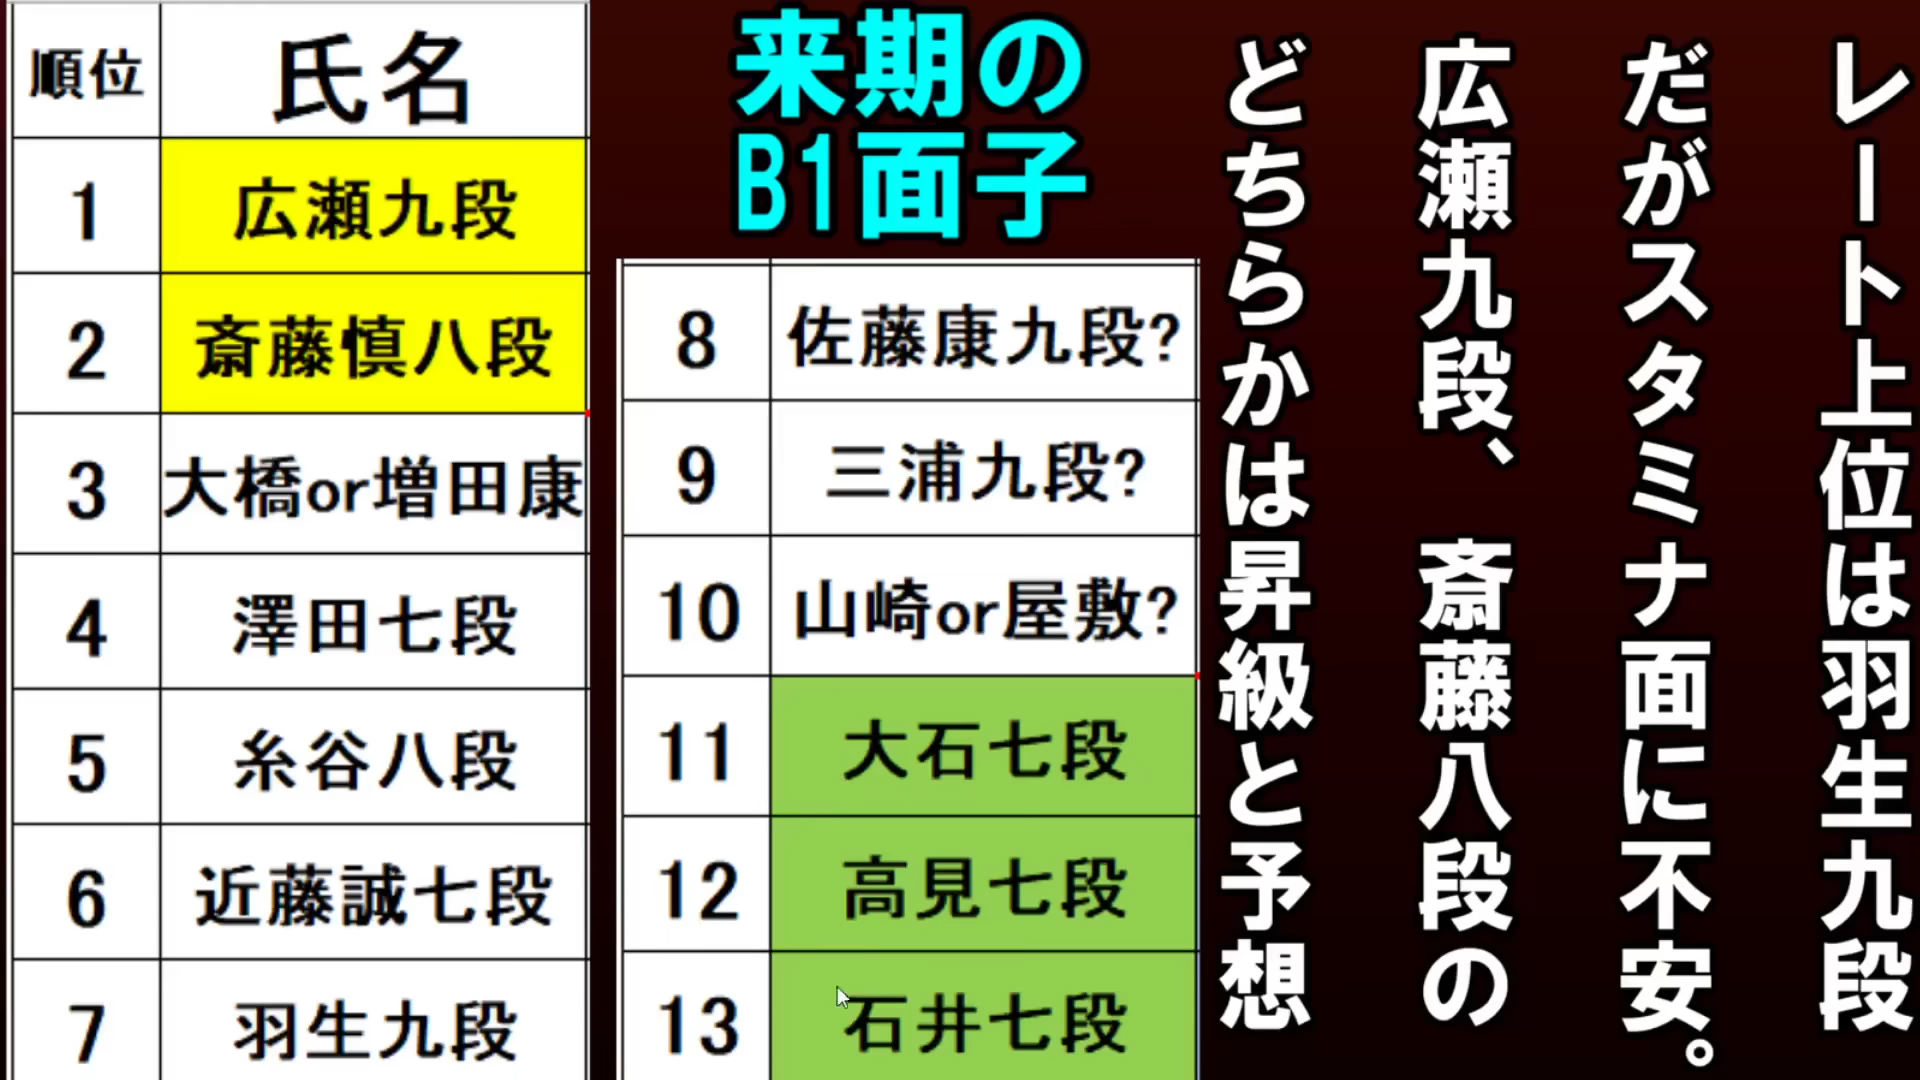 順位 氏名
1 広瀬九段
2 斎藤慎八段
3 大橋or増田康
4 澤田七段
5 糸谷八段
6 近藤誠七段
7 羽生九段
来期の
B1面子
8 佐藤康九段?
9 三浦九段?
10 山崎or屋敷?
11 大石七段
12 高見七段
13 石井七段
レート上位は羽生九段
だがスタミナ面に不安。
広瀬九段、斎藤八段の
どちらかは昇級と予想